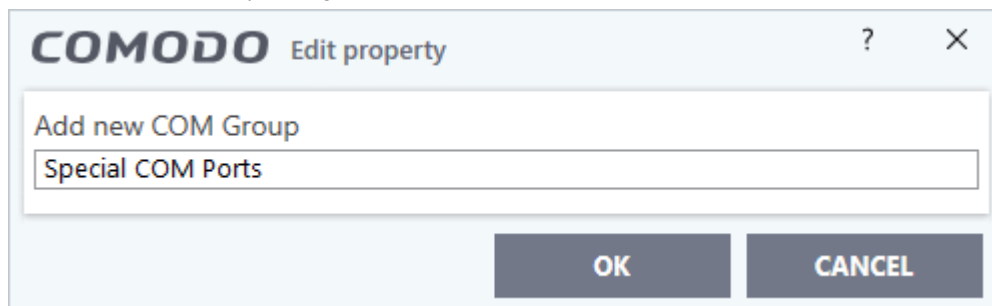 COMODO Edit property ?
Add new COM Group
Special COM Ports
OK CANCEL